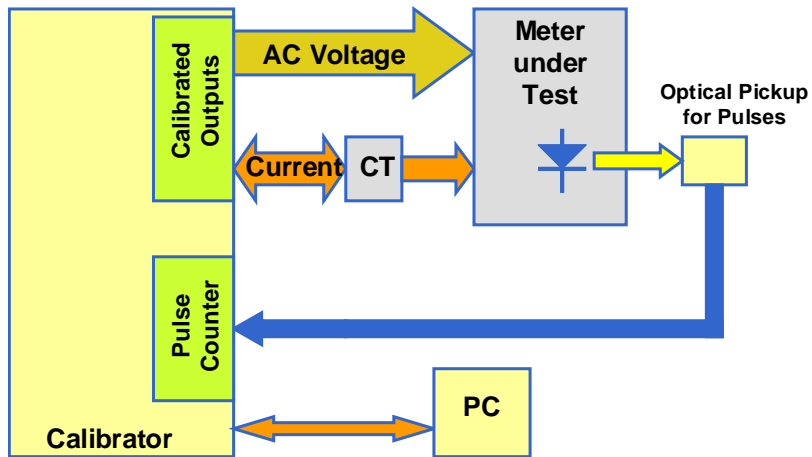 Calibrated
Outputs
AC Voltage
Meter
under
Test
Optical Pickup
for Pulses
Current
CT
Pulse
Counter
PC
Calibrator